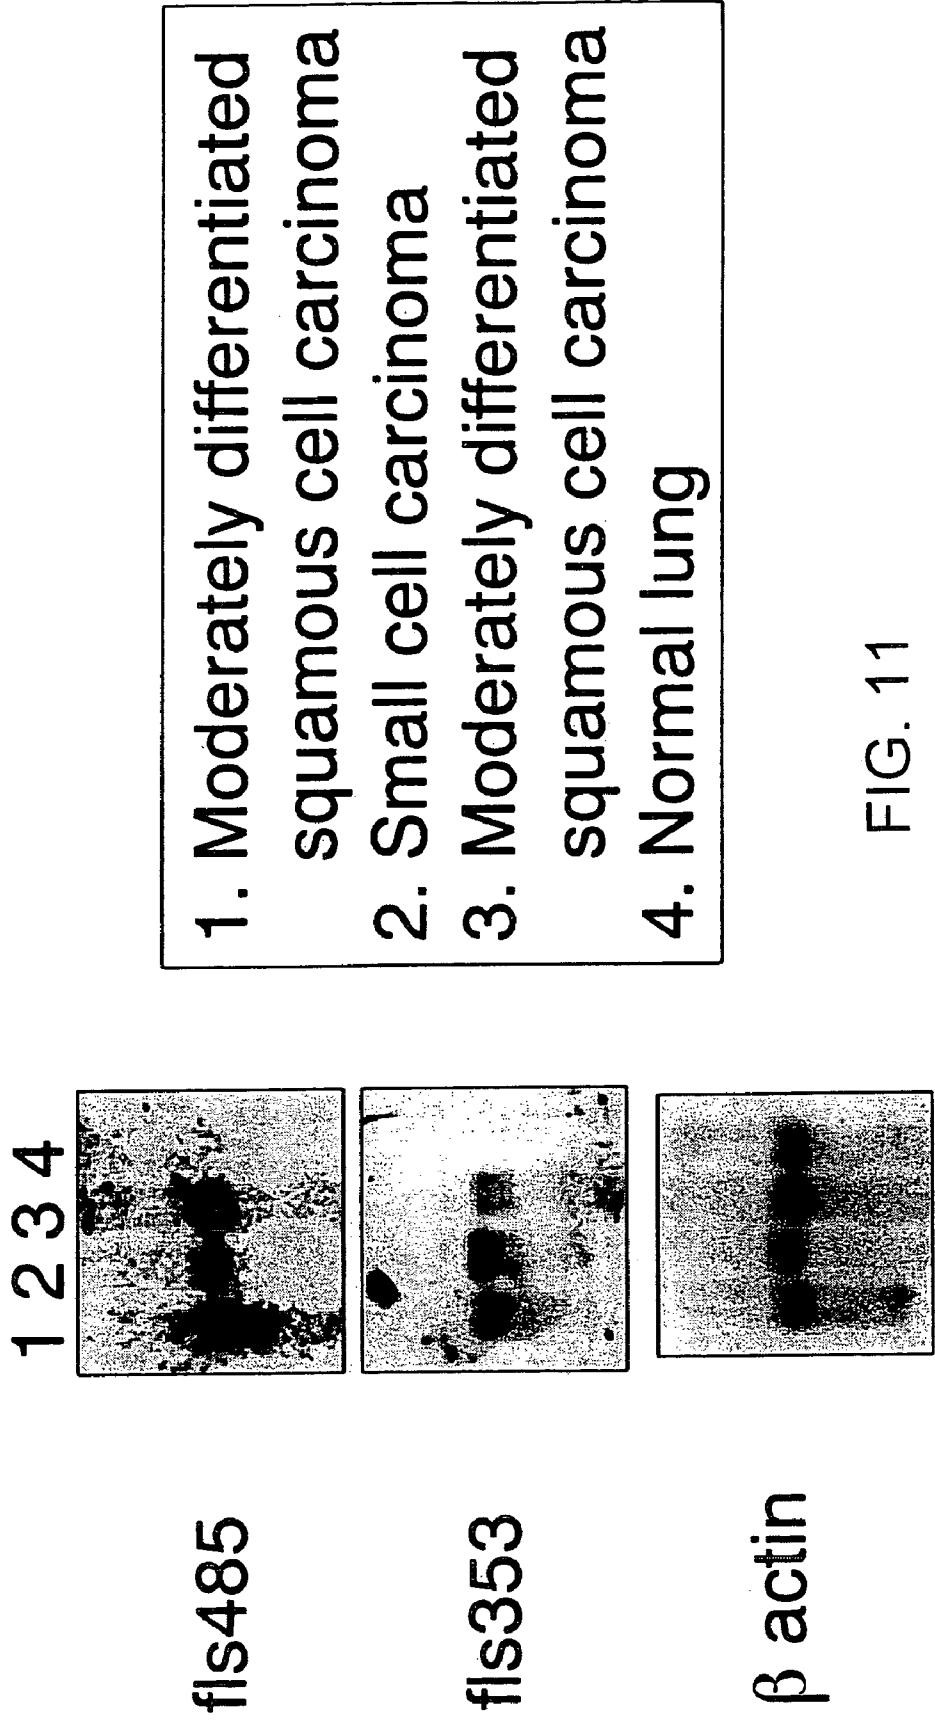 1 2 3 4
fls485
fls353
β actin
1. Moderately differentiated
squamous cell carcinoma
2. Small cell carcinoma
3. Moderately differentiated
squamous cell carcinoma
4. Normal lung
FIG. 11